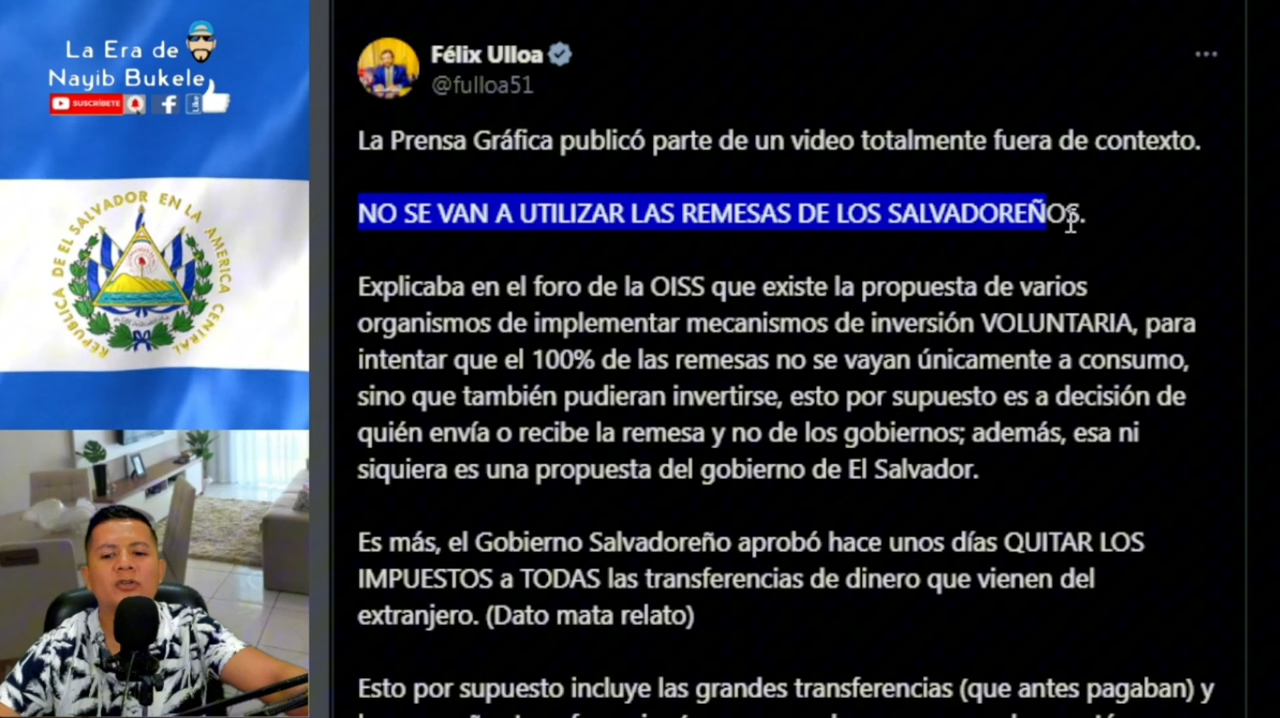 La Era de
Nayib Bukele
SUSCRÍBETE
REPUBLICA DE EL SALVADOR EN LA AMERICA CENTRAL
Félix Ulloa
@fulloa51
La Prensa Gráfica publicó parte de un video totalmente fuera de contexto.
NO SE VAN A UTILIZAR LAS REMESAS DE LOS SALVADOREÑOS.
Explicaba en el foro de la OISS que existe la propuesta de varios
organismos de implementar mecanismos de inversión VOLUNTARIA, para
intentar que el 100% de las remesas no se vayan únicamente a consumo,
sino que también pudieran invertirse, esto por supuesto es a decisión de
quién envía o recibe la remesa y no de los gobiernos; además, esa ni
siquiera es una propuesta del gobierno de El Salvador.
Es más, el Gobierno Salvadoreño aprobó hace unos días QUITAR LOS
IMPUESTOS a TODAS las transferencias de dinero que vienen del
extranjero. (Dato mata relato)
Esto por supuesto incluye las grandes transferencias (que antes pagaban) y